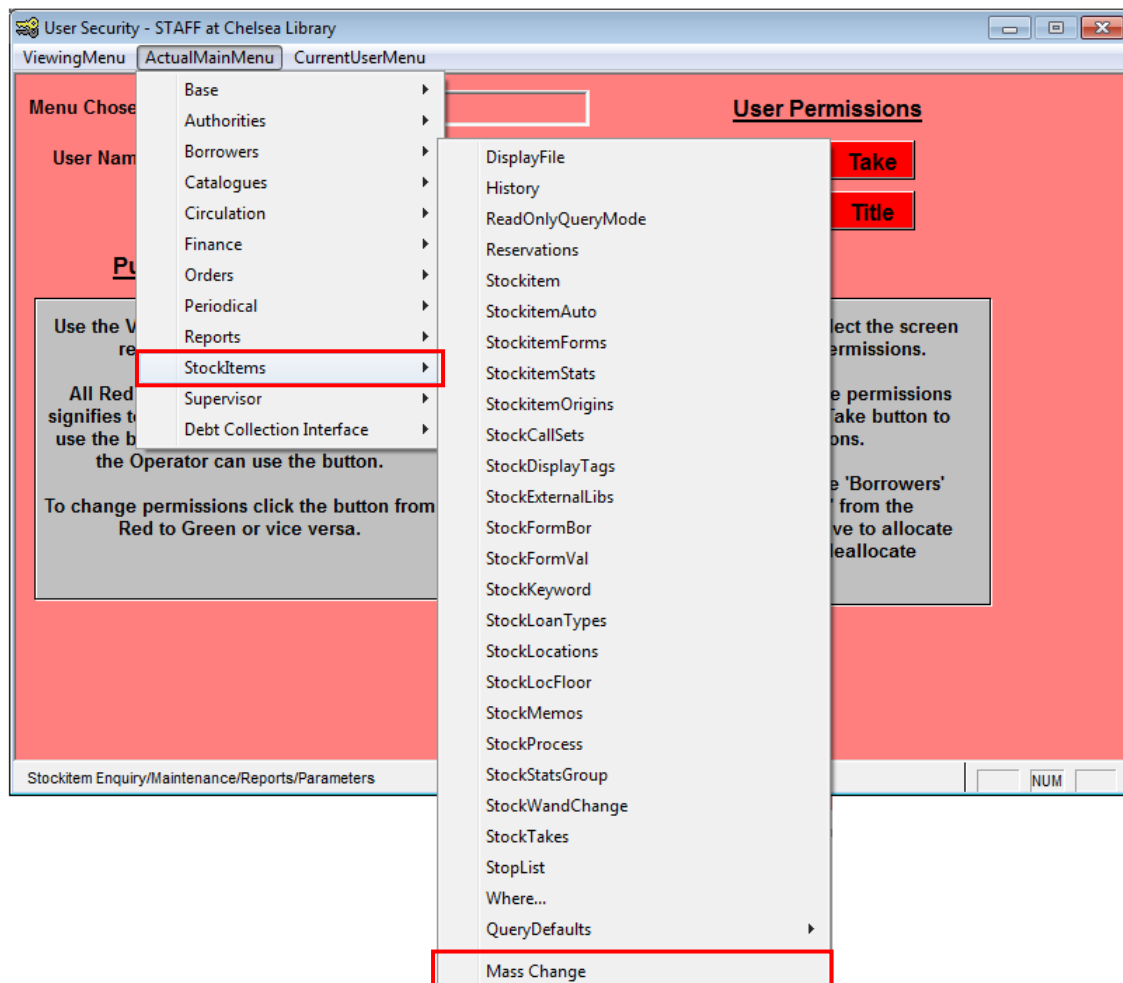 User Security - STAFF at Chelsea Library
ViewingMenu ActualMainMenu CurrentUserMenu
Menu Chose
User Permissions
User Nam
Take
Title
Base
Authorities
Borrowers
Catalogues
Circulation
Finance
Orders
Periodical
Reports
StockItems
Supervisor
Debt Collection Interface
DisplayFile
History
ReadOnlyQueryMode
Reservations
Stockitem
StockitemAuto
StockitemForms
StockitemStats
StockitemOrigins
StockCallSets
StockDisplayTags
StockExternalLibs
StockFormBor
StockFormVal
StockKeyword
StockLoanTypes
StockLocations
StockLocFloor
StockMemos
StockProcess
StockStatsGroup
StockWandChange
StockTakes
StopList
Where...
QueryDefaults
Mass Change
Use the V
re
All Red
signifies t
use the b
the Operator can use the button.
To change permissions click the button from
Red to Green or vice versa.
lect the screen
ermissions.
e permissions
Take button to
ons.
e 'Borrowers'
' from the
ve to allocate
leallocate
Stockitem Enquiry/Maintenance/Reports/Parameters
NUM